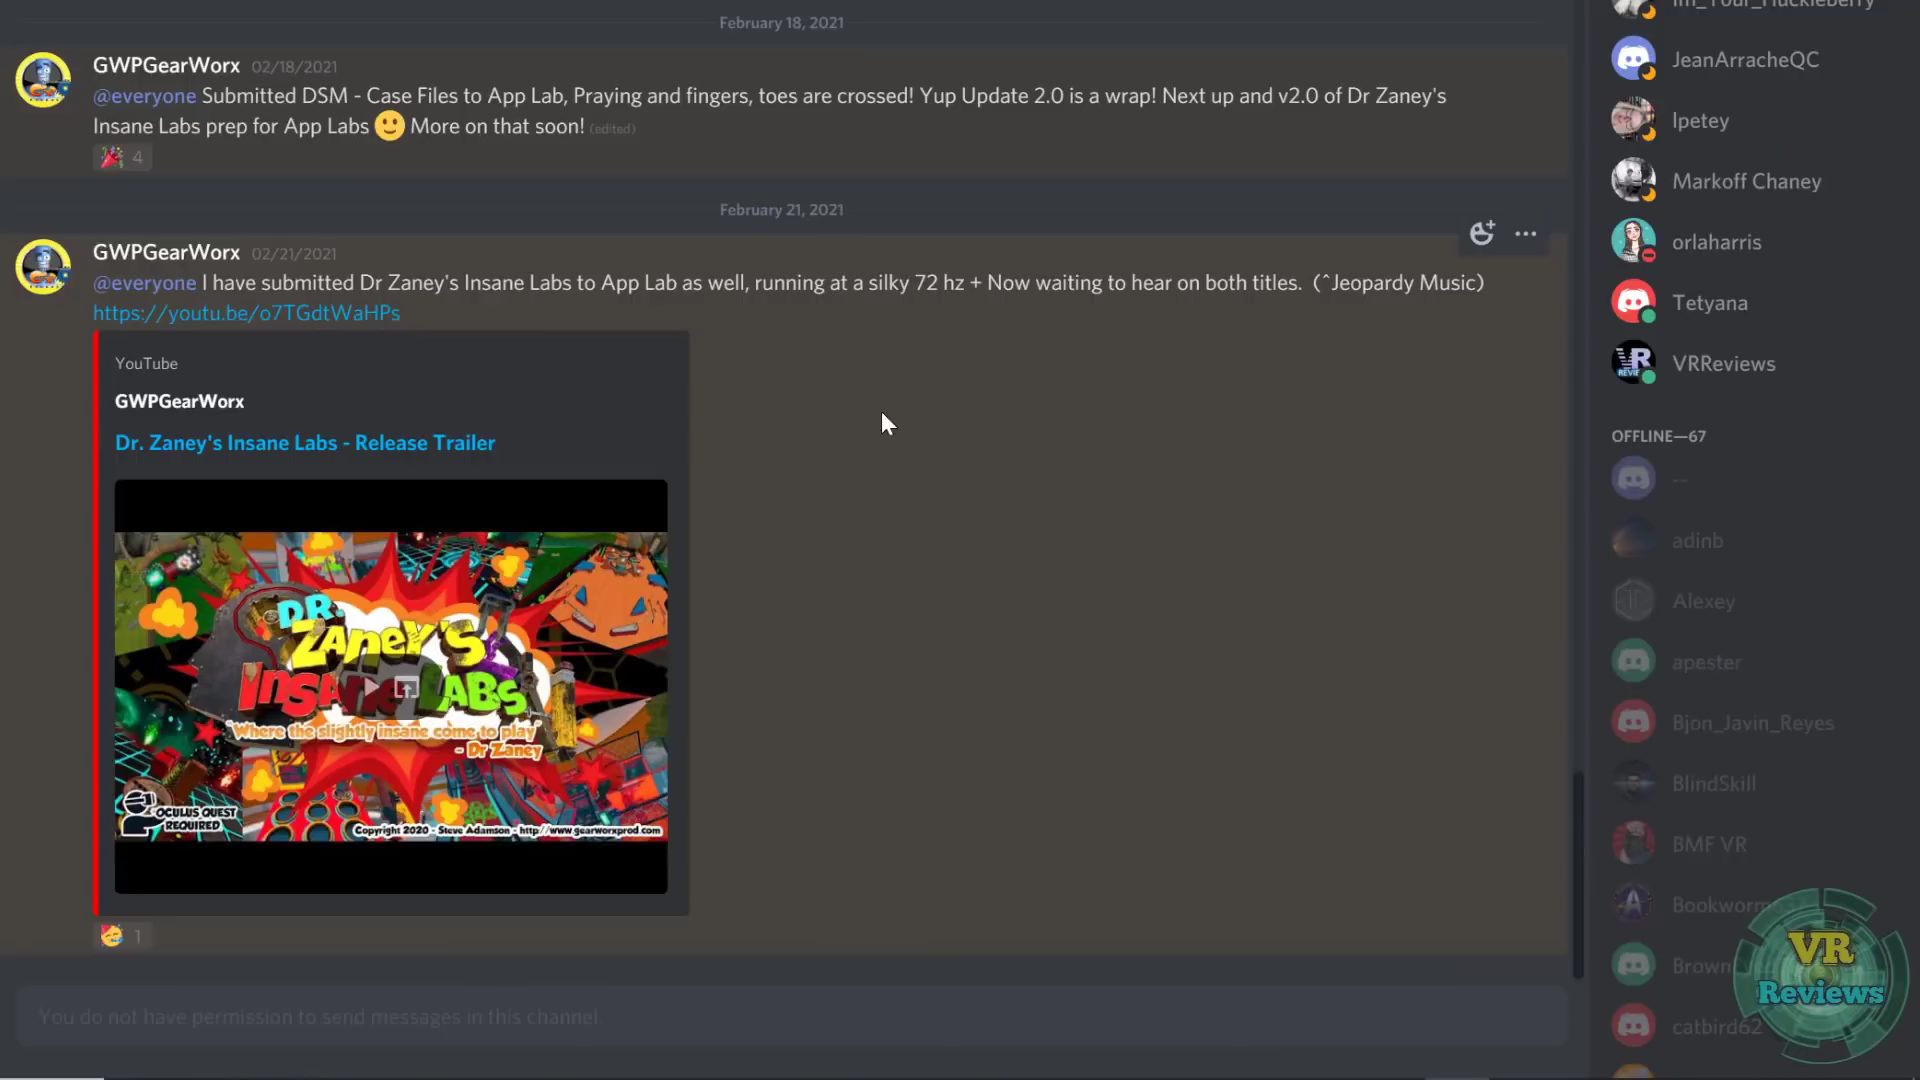 February 18, 2021
GWPGearWorx 02/18/2021
@everyone Submitted DSM - Case Files to App Lab, Praying and fingers, toes are crossed! Yup Update 2.0 is a wrap! Next up and v2.0 of Dr Zaney's
Insane Labs prep for App Labs 🙂 More on that soon! (edited)
4
February 21, 2021
GWPGearWorx 02/21/2021
@everyone I have submitted Dr Zaney's Insane Labs to App Lab as well, running at a silky 72 hz + Now waiting to hear on both titles. (^Jeopardy Music)
https://youtu.be/o7TGdtWaHPs
YouTube
GWPGearWorx
Dr. Zaney's Insane Labs - Release Trailer
DR.
ZANEY'S
INSANE LABS
"Where the slightly insane come to play"
- Dr Zaney
OCULUS QUEST
REQUIRED
Copyright 2020 - Steve Adamson - http://www.gearworxprod.com
1
You do not have permission to send messages in this channel
Im_Your_HuckleBerry
JeanArracheQC
lpetey
Markoff Chaney
orlaharris
Tetyana
VR
REVIE
VRReviews
OFFLINE—67
--
adinb
Alexey
apester
Bjon_Javin_Reyes
BlindSkill
BMF VR
Bookworm
Brown
catbird62
VR
Reviews